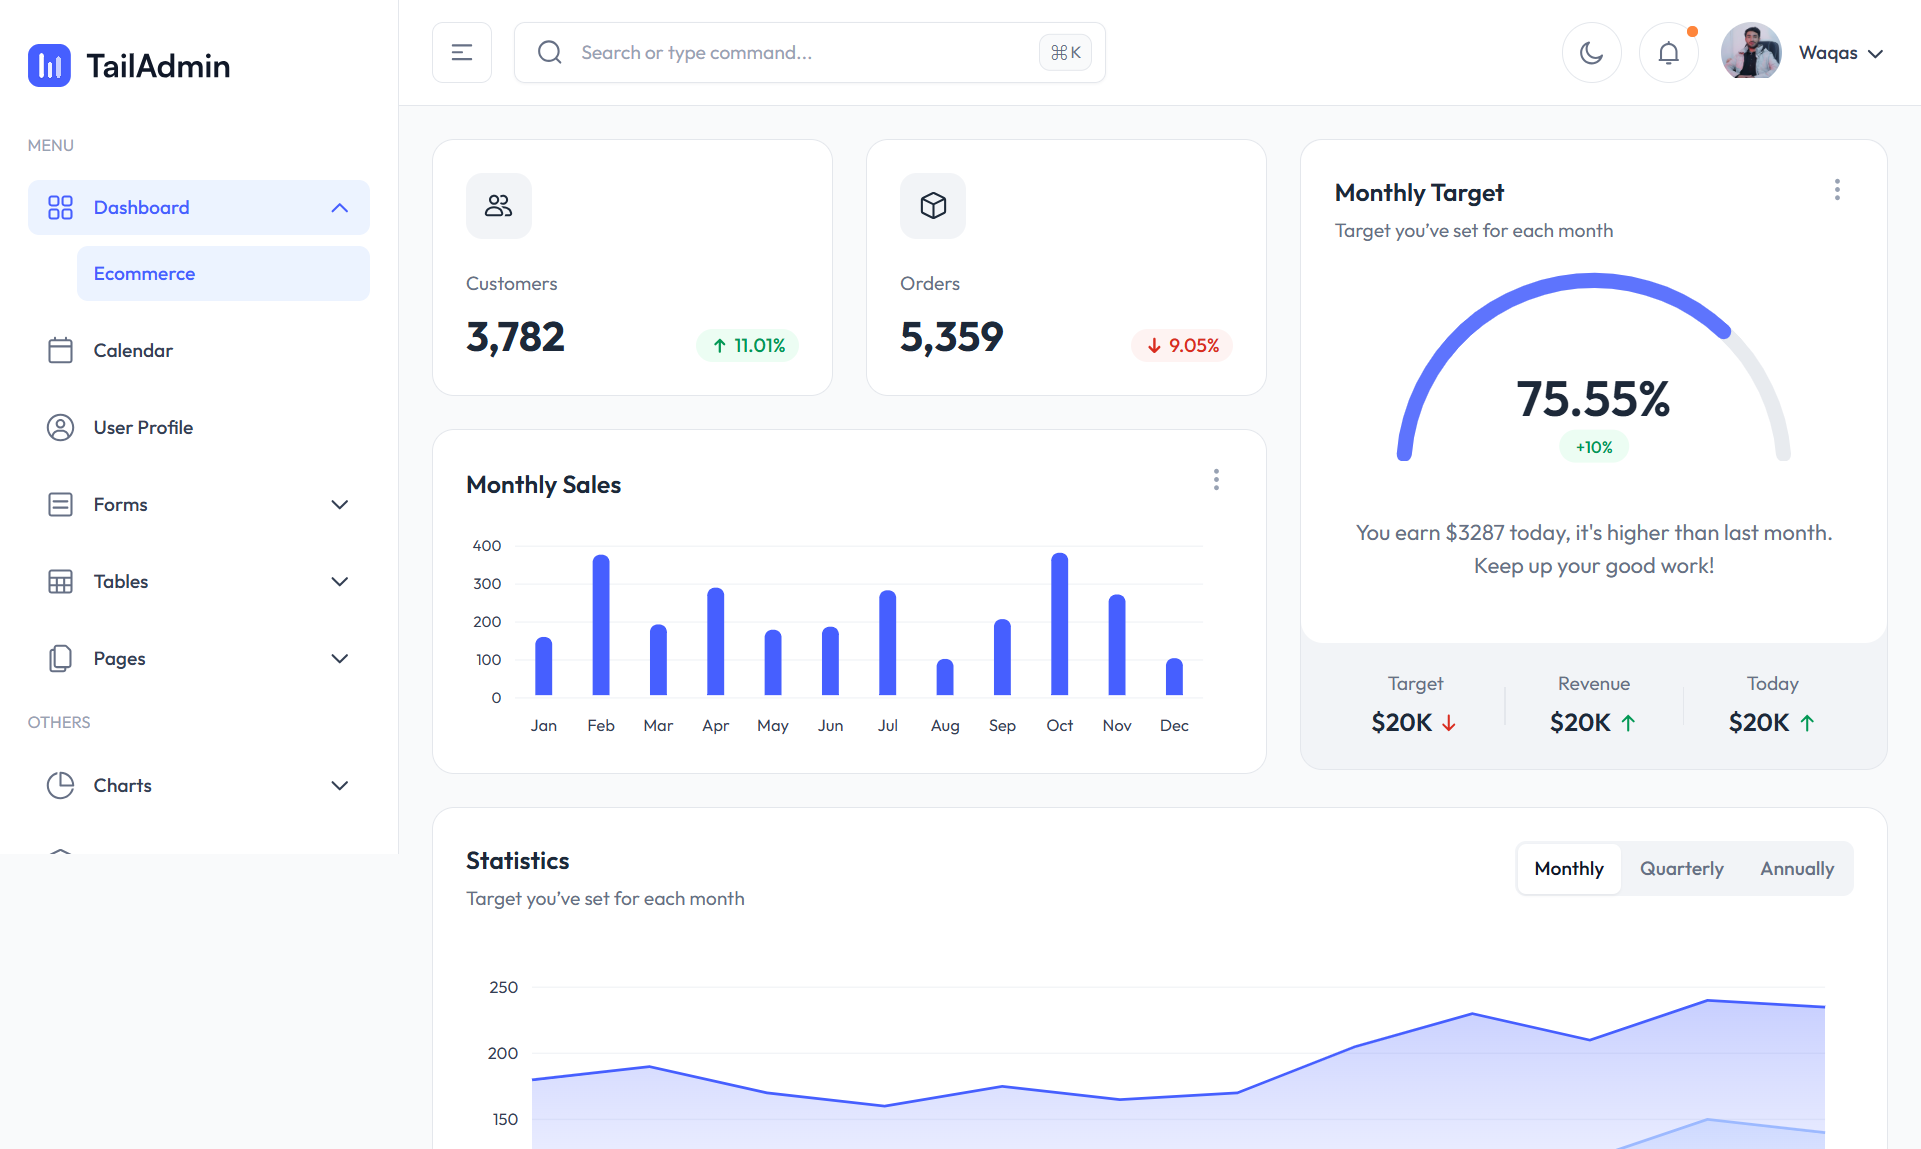 TailAdmin
MENU
Dashboard
Ecommerce
Calendar
User Profile
Forms
Tables
Pages
OTHERS
Charts
Search or type command...
⌘K
Waqas
Customers
3,782
11.01%
Orders
5,359
9.05%
Monthly Target
Target you’ve set for each month
75.55%
+10%
You earn $3287 today, it's higher than last month.
Keep up your good work!
Target
$20K
Revenue
$20K
Today
$20K
Monthly Sales
400
300
200
100
0
Jan Feb Mar Apr May Jun Jul Aug Sep Oct Nov Dec
Statistics
Target you’ve set for each month
Monthly Quarterly Annually
250
200
150